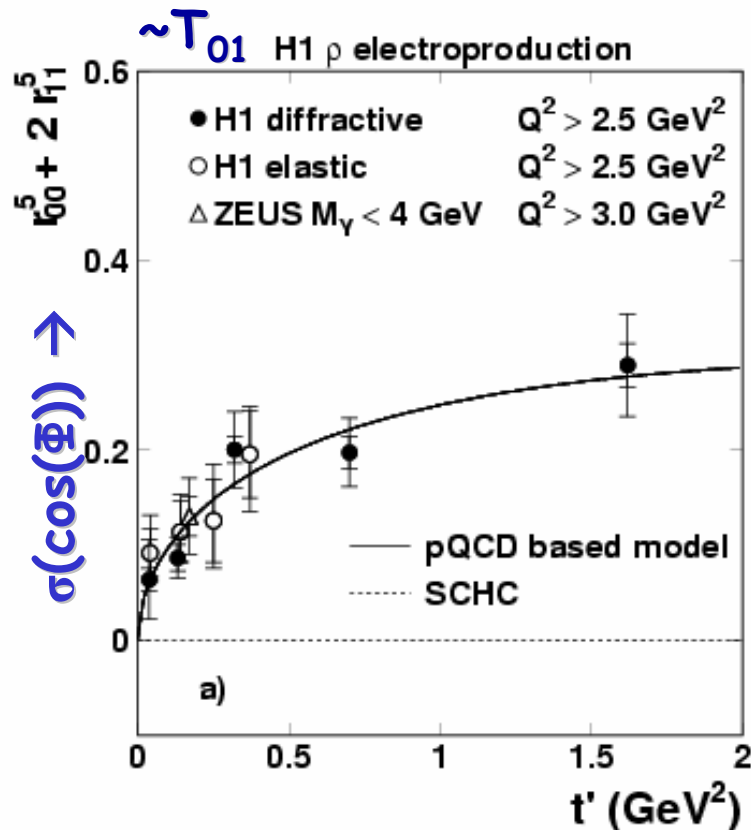 ~T01 H1 ρ electroproduction
r⁵00 + 2 r⁵11
σ(cos(Φ)) →
0.6
0.4
0.2
0
● H1 diffractive Q² > 2.5 GeV²
○ H1 elastic Q² > 2.5 GeV²
△ ZEUS MY < 4 GeV Q² > 3.0 GeV²
pQCD based model
SCHC
a)
0 0.5 1 1.5 2
t' (GeV²)